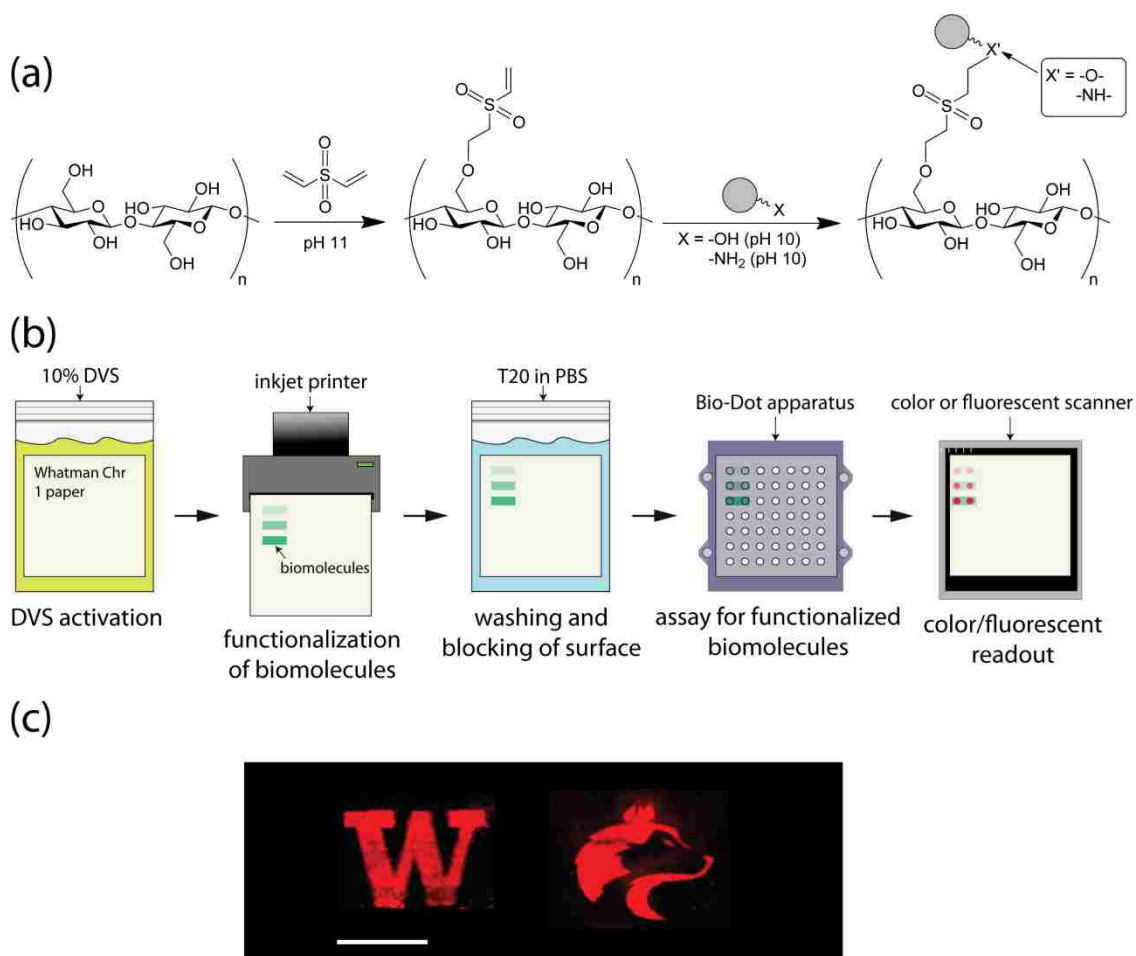 (a)
OH
HO
OH
HO
OH
HO
O
O
O
OH
O
n
O
S
O
pH 11
O
S
O
O
HO
OH
HO
OH
HO
O
O
O
OH
O
n
X
X = -OH (pH 10)
-NH₂ (pH 10)
X'
X' = -O-
-NH-
O
S
O
O
HO
OH
HO
OH
HO
O
O
O
OH
O
n
(b)
10% DVS
inkjet printer
T20 in PBS
Bio-Dot apparatus
color or fluorescent scanner
Whatman Chr
1 paper
biomolecules
DVS activation
functionalization
of biomolecules
washing and
blocking of surface
assay for functionalized
biomolecules
color/fluorescent
readout
(c)
W